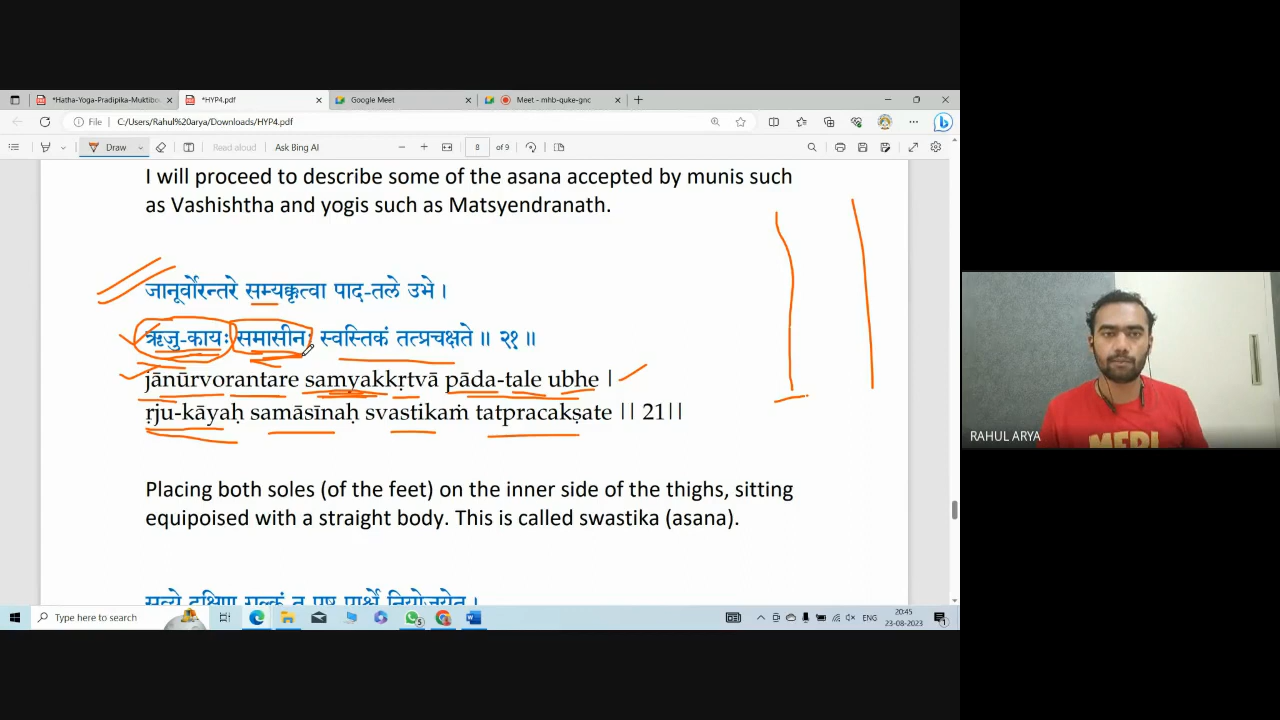 *Hatha-Yoga-Pradipika-Muktibo *HYP4.pdf Google Meet Meet - mhb-quke-gnc
File C:/Users/Rahul%20arya/Downloads/HYP4.pdf
Draw Read aloud Ask Bing AI 8 of 9
I will proceed to describe some of the asana accepted by munis such
as Vashishtha and yogis such as Matsyendranath.
जानूर्वोरन्तरे सम्यक्कृत्वा पाद-तले उभे ।
ऋजु-कायः समासीनः स्वस्तिकं तत्प्रचक्षते ॥ २१ ॥
jānūrvorantare samyakkṛtvā pāda-tale ubhe |
ṛju-kāyaḥ samāsīnaḥ svastikaṁ tatpracakṣate || 21||
RAHUL ARYA
MERI
Placing both soles (of the feet) on the inner side of the thighs, sitting
equipoised with a straight body. This is called swastika (asana).
Type here to search 5 ENG 20:45
23-08-2023 1